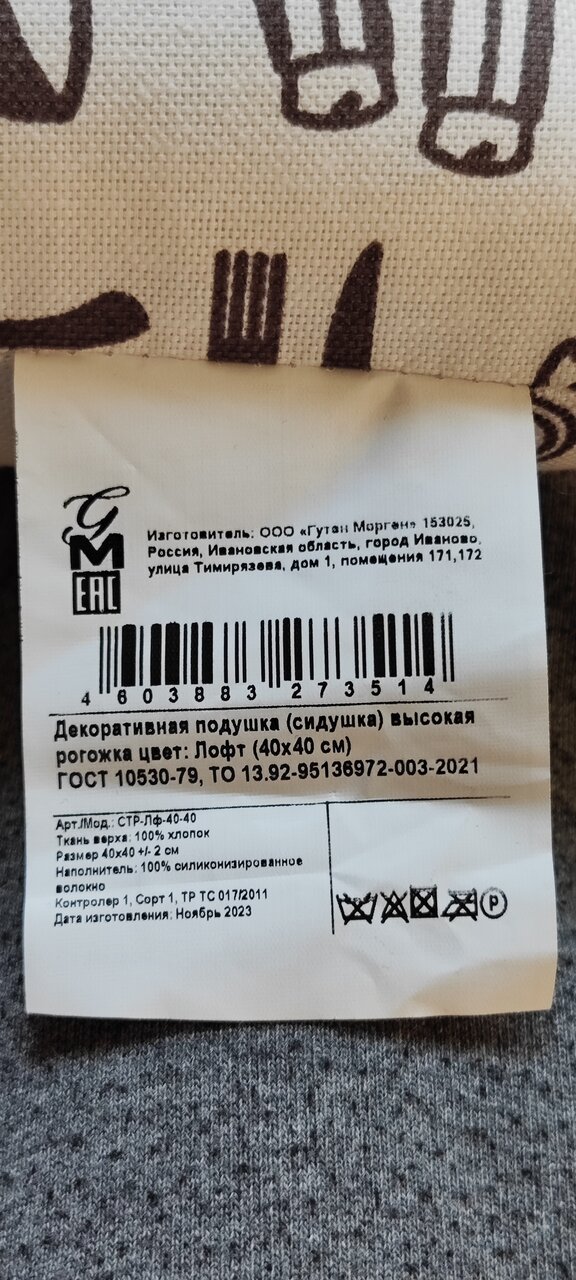 GM
EAC
Изготовитель: ООО «Гутен Морген» 153025,
Россия, Ивановская область, город Иваново,
улица Тимирязева, дом 1, помещения 171,172
4 603883 273514
Декоративная подушка (сидушка) высокая
рогожка цвет: Лофт (40х40 см)
ГОСТ 10530-79, ТО 13.92-95136972-003-2021
Арт./Мод.: СТР-Лф-40-40
Ткань верха: 100% хлопок
Размер 40х40 +/- 2 см
Наполнитель: 100% силиконизированное
волокно
Контролер 1, Сорт 1, ТР ТС 017/2011
Дата изготовления: Ноябрь 2023
P